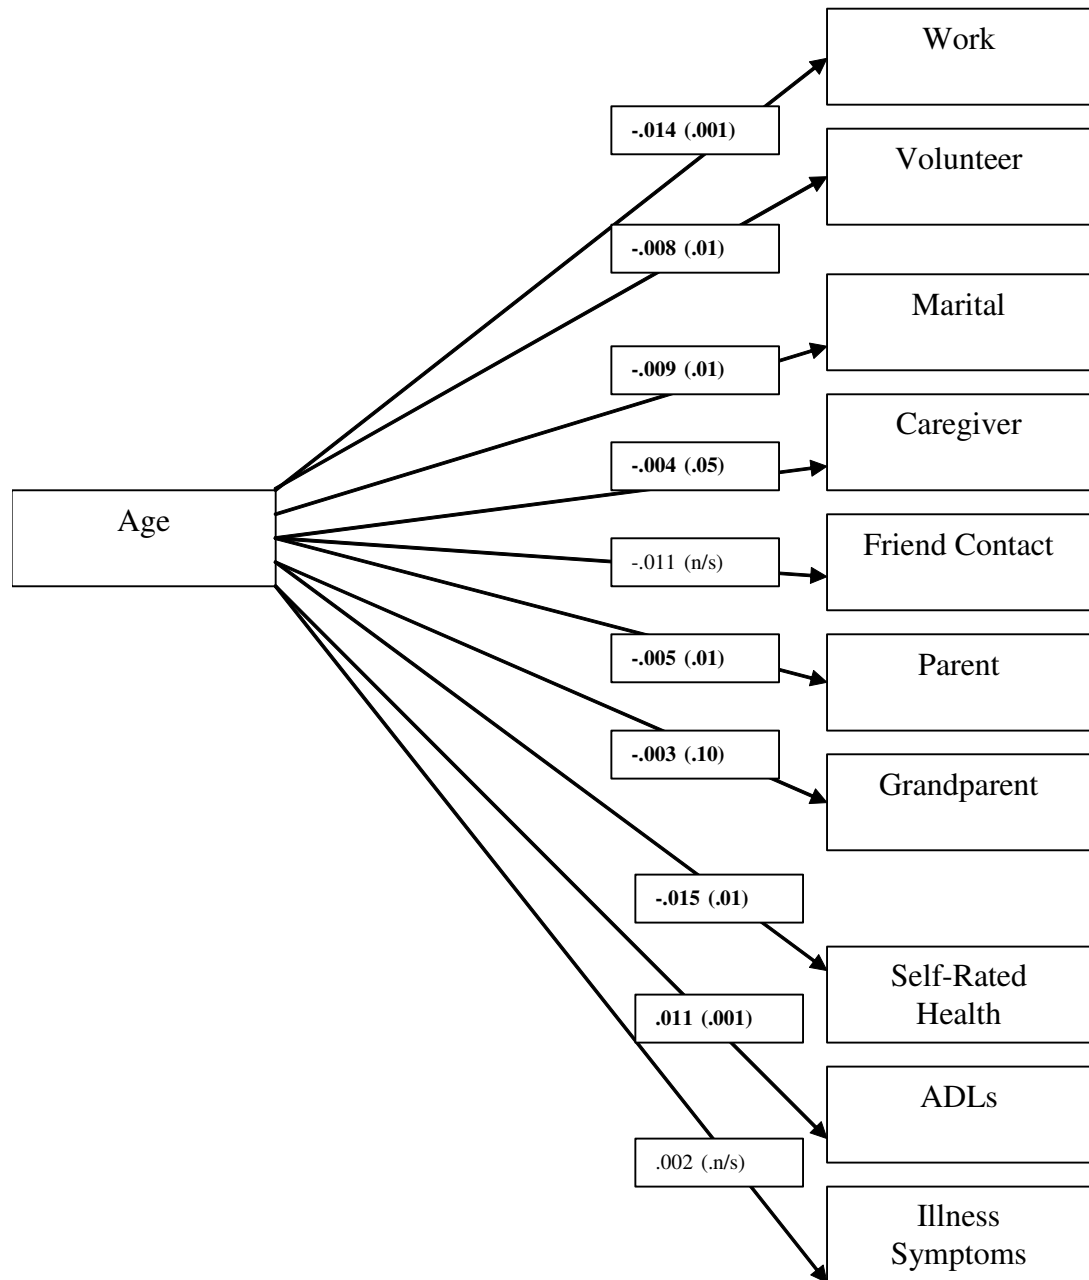 Work
-.014 (.001)
Volunteer
-.008 (.01)
Marital
-.009 (.01)
Caregiver
-.004 (.05)
Age
Friend Contact
-.011 (n/s)
Parent
-.005 (.01)
Grandparent
-.003 (.10)
-.015 (.01)
Self-Rated
Health
.011 (.001)
ADLs
.002 (.n/s)
Illness
Symptoms